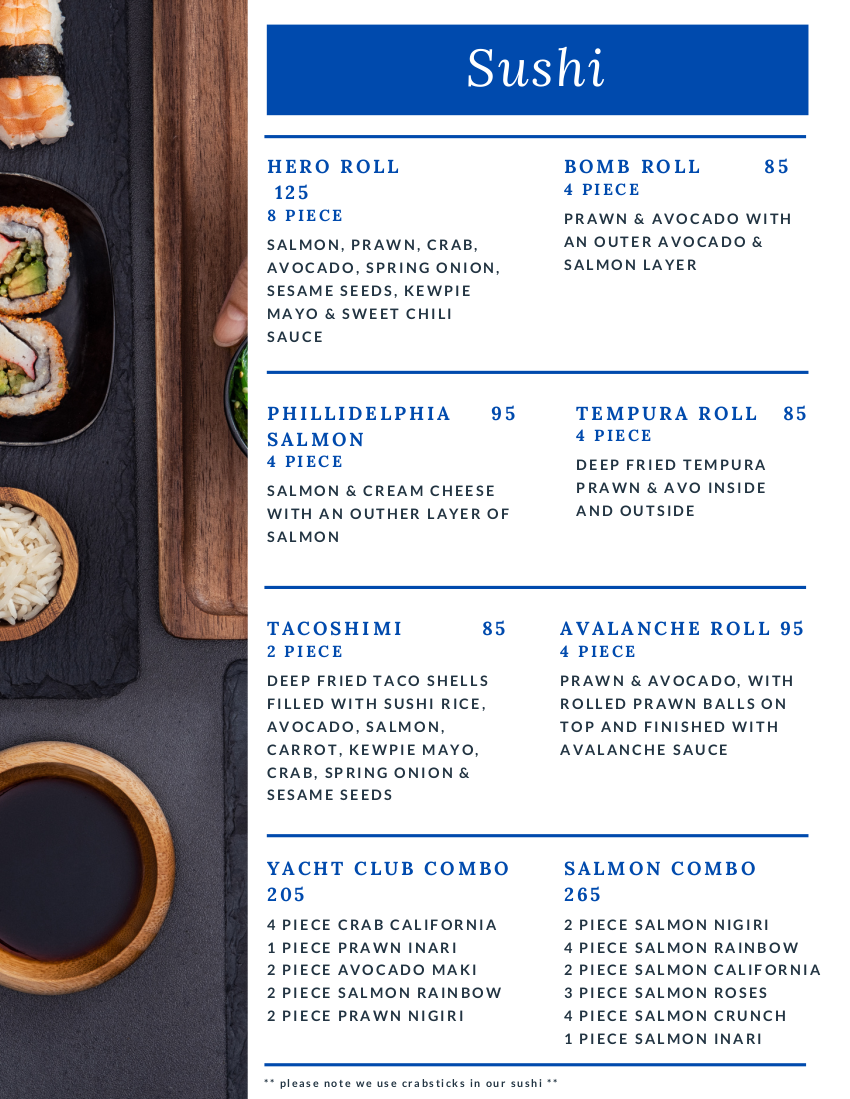 Sushi
HERO ROLL
125
8 PIECE
SALMON, PRAWN, CRAB,
AVOCADO, SPRING ONION,
SESAME SEEDS, KEWPIE
MAYO & SWEET CHILI
SAUCE
BOMB ROLL 85
4 PIECE
PRAWN & AVOCADO WITH
AN OUTER AVOCADO &
SALMON LAYER
PHILLIDELPHIA 95
SALMON
4 PIECE
SALMON & CREAM CHEESE
WITH AN OUTHER LAYER OF
SALMON
TEMPURA ROLL 85
4 PIECE
DEEP FRIED TEMPURA
PRAWN & AVO INSIDE
AND OUTSIDE
TACOSHIMI 85
2 PIECE
DEEP FRIED TACO SHELLS
FILLED WITH SUSHI RICE,
AVOCADO, SALMON,
CARROT, KEWPIE MAYO,
CRAB, SPRING ONION &
SESAME SEEDS
AVALANCHE ROLL 95
4 PIECE
PRAWN & AVOCADO, WITH
ROLLED PRAWN BALLS ON
TOP AND FINISHED WITH
AVALANCHE SAUCE
YACHT CLUB COMBO
205
4 PIECE CRAB CALIFORNIA
1 PIECE PRAWN INARI
2 PIECE AVOCADO MAKI
2 PIECE SALMON RAINBOW
2 PIECE PRAWN NIGIRI
SALMON COMBO
265
2 PIECE SALMON NIGIRI
4 PIECE SALMON RAINBOW
2 PIECE SALMON CALIFORNIA
3 PIECE SALMON ROSES
4 PIECE SALMON CRUNCH
1 PIECE SALMON INARI
** please note we use crabsticks in our sushi **